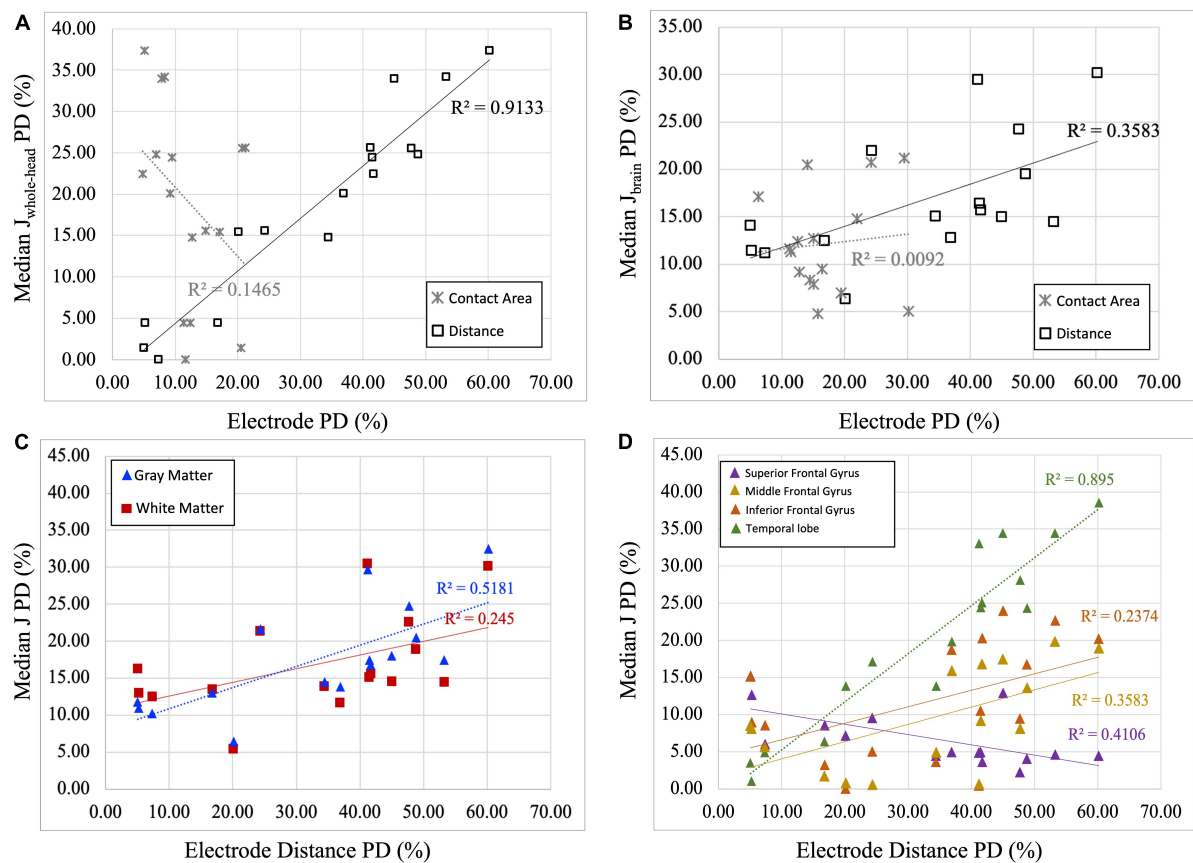 A
40.00
35.00
30.00
25.00
20.00
15.00
10.00
5.00
0.00
Median J whole-head PD (%)
R² = 0.9133
R² = 0.1465
Contact Area
Distance
0.00 10.00 20.00 30.00 40.00 50.00 60.00 70.00
Electrode PD (%)
B
35.00
30.00
25.00
20.00
15.00
10.00
5.00
0.00
Median J brain PD (%)
R² = 0.3583
R² = 0.0092
Contact Area
Distance
0.00 10.00 20.00 30.00 40.00 50.00 60.00 70.00
Electrode PD (%)
C
45.00
40.00
35.00
30.00
25.00
20.00
15.00
10.00
5.00
0.00
Median J PD (%)
Gray Matter
White Matter
R² = 0.5181
R² = 0.245
0.00 10.00 20.00 30.00 40.00 50.00 60.00 70.00
Electrode Distance PD (%)
D
45.00
40.00
35.00
30.00
25.00
20.00
15.00
10.00
5.00
0.00
Median J PD (%)
Superior Frontal Gyrus
Middle Frontal Gyrus
Inferior Frontal Gyrus
Temporal lobe
R² = 0.895
R² = 0.2374
R² = 0.3583
R² = 0.4106
0.00 10.00 20.00 30.00 40.00 50.00 60.00 70.00
Electrode Distance PD (%)